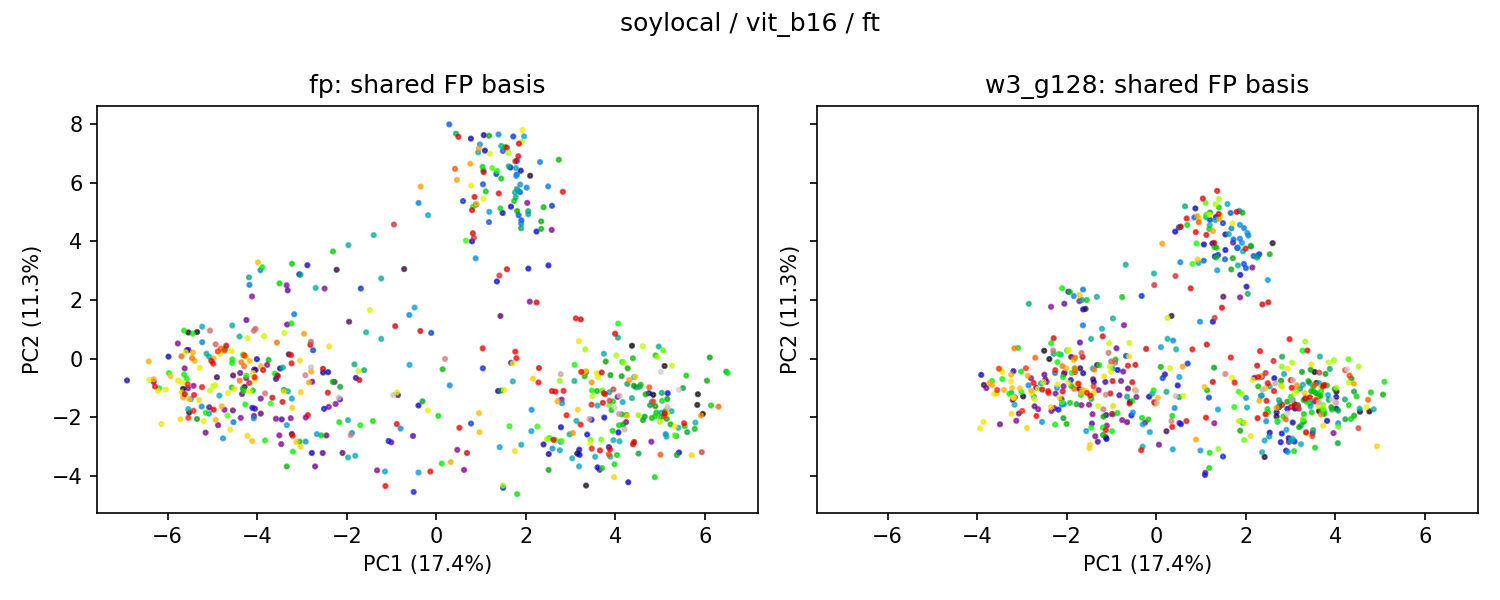 soylocal / vit_b16 / ft
fp: shared FP basis
w3_g128: shared FP basis
8
6
4
2
0
−2
−4
PC2 (11.3%)
PC2 (11.3%)
−6 −4 −2 0 2 4 6
−6 −4 −2 0 2 4 6
PC1 (17.4%)
PC1 (17.4%)